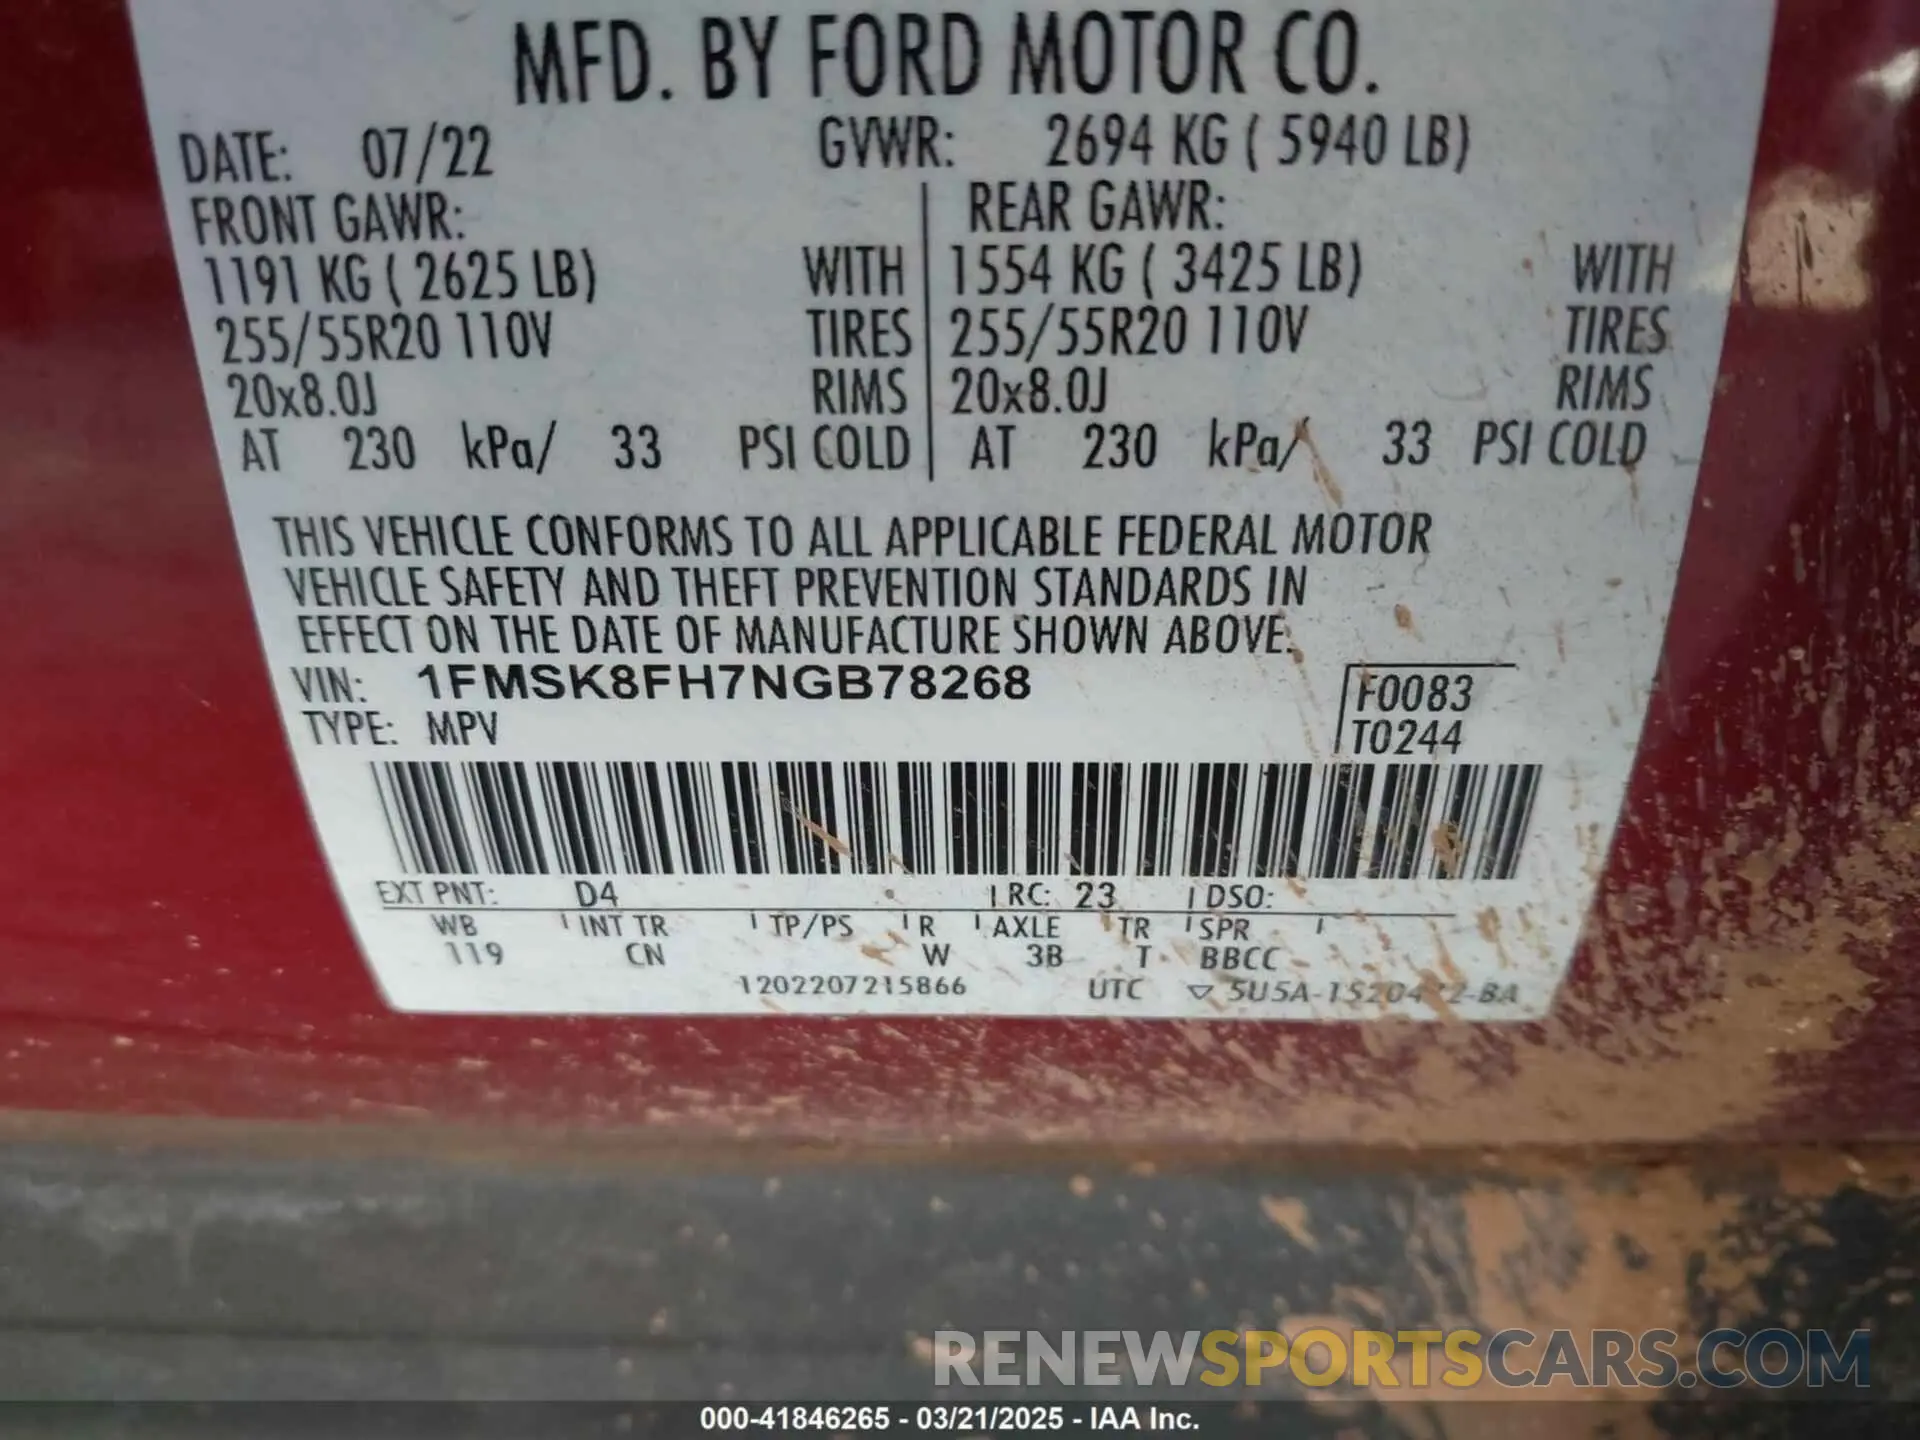 MFD. BY FORD MOTOR CO.
DATE: 07/22 GVWR: 2694 KG ( 5940 LB)
FRONT GAWR: REAR GAWR:
1191 KG ( 2625 LB) WITH 1554 KG ( 3425 LB) WITH
255/55R20 110V TIRES 255/55R20 110V TIRES
20x8.0J RIMS 20x8.0J RIMS
AT 230 kPa/ 33 PSI COLD AT 230 kPa/ 33 PSI COLD
THIS VEHICLE CONFORMS TO ALL APPLICABLE FEDERAL MOTOR
VEHICLE SAFETY AND THEFT PREVENTION STANDARDS IN
EFFECT ON THE DATE OF MANUFACTURE SHOWN ABOVE.
VIN: 1FMSK8FH7NGB78268 F0083
TYPE: MPV T0244
EXT PNT: D4 RC: 23 DSO:
WB INT TR TP/PS R AXLE TR SPR
119 CN W 3B T BBCC
1202207215866 UTC
RENEWSPORTSCARS.COM
000-41846265 - 03/21/2025 - IAA Inc.